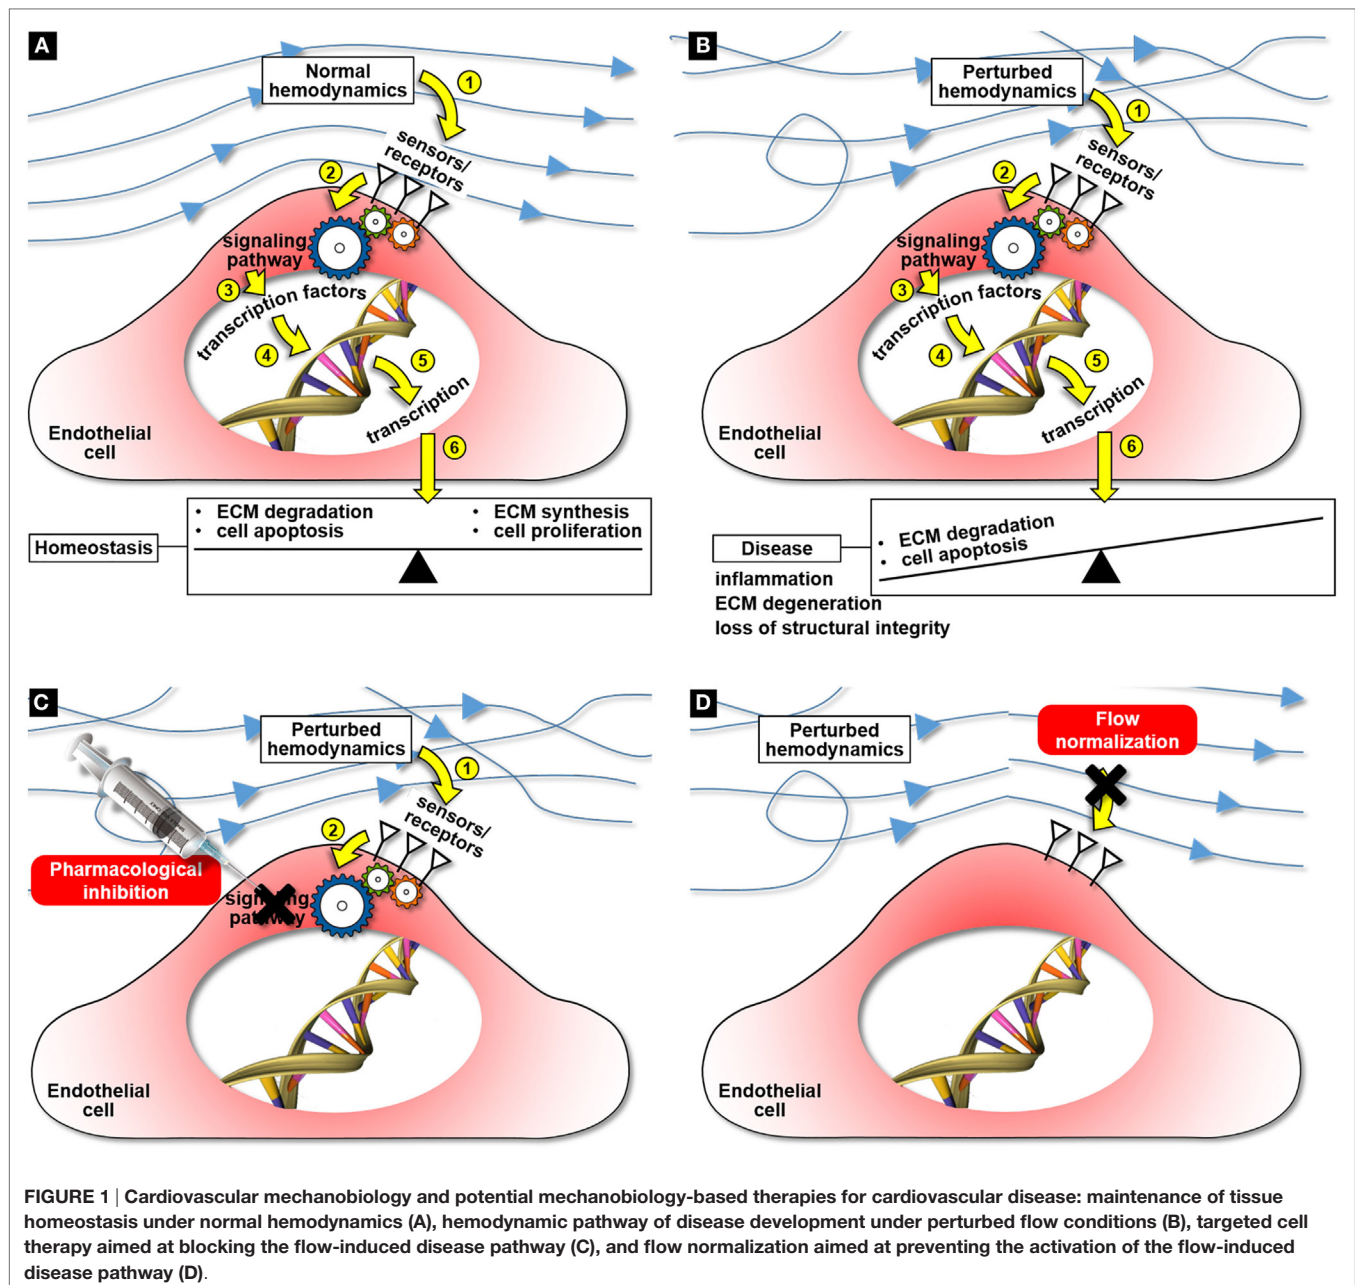 A
Normal
hemodynamics
1
sensors/
receptors
2
signaling
pathway
3
transcription factors
4
5
transcription
Endothelial
cell
6
• ECM degradation
• cell apoptosis
• ECM synthesis
• cell proliferation
Homeostasis
B
Perturbed
hemodynamics
1
sensors/
receptors
2
signaling
pathway
3
transcription factors
4
5
transcription
Endothelial
cell
6
• ECM degradation
• cell apoptosis
Disease
inflammation
ECM degeneration
loss of structural integrity
C
Perturbed
hemodynamics
1
sensors/
receptors
2
Pharmacological
inhibition
signaling
pathway
Endothelial
cell
D
Perturbed
hemodynamics
Flow
normalization
Endothelial
cell
FIGURE 1 | Cardiovascular mechanobiology and potential mechanobiology-based therapies for cardiovascular disease: maintenance of tissue
homeostasis under normal hemodynamics (A), hemodynamic pathway of disease development under perturbed flow conditions (B), targeted cell
therapy aimed at blocking the flow-induced disease pathway (C), and flow normalization aimed at preventing the activation of the flow-induced
disease pathway (D).